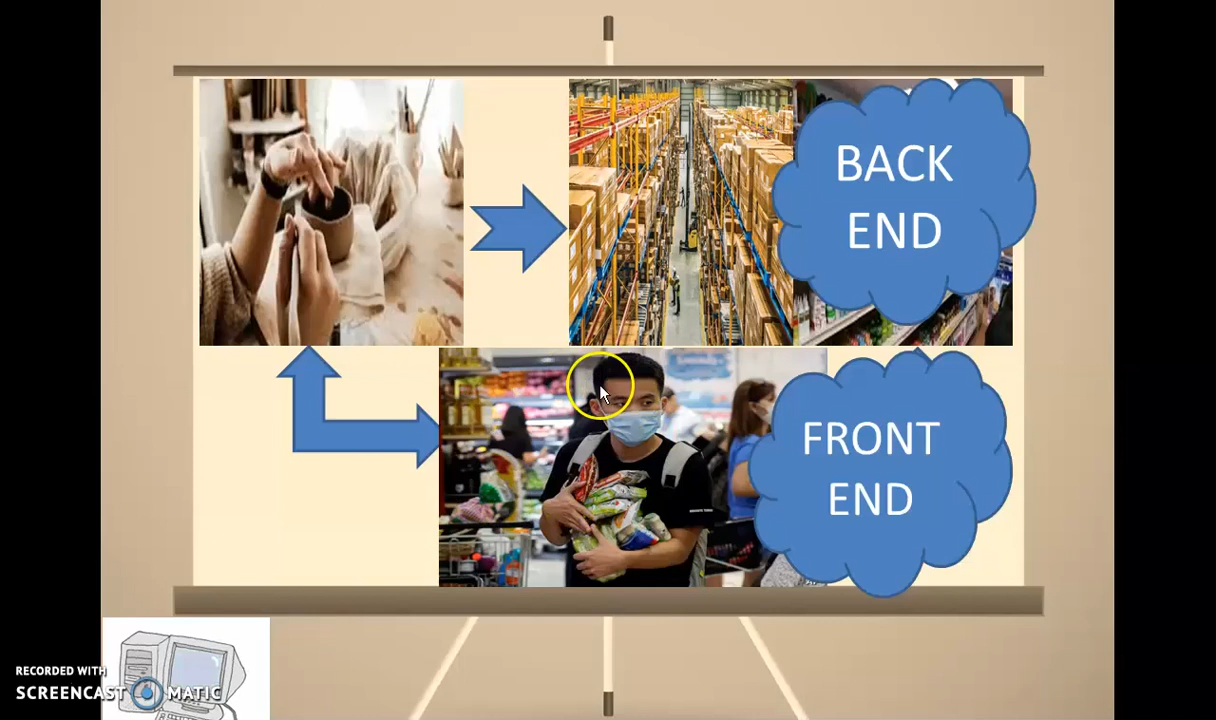 BACK
END
FRONT
END
RECORDED WITH
SCREENCAST MATIC